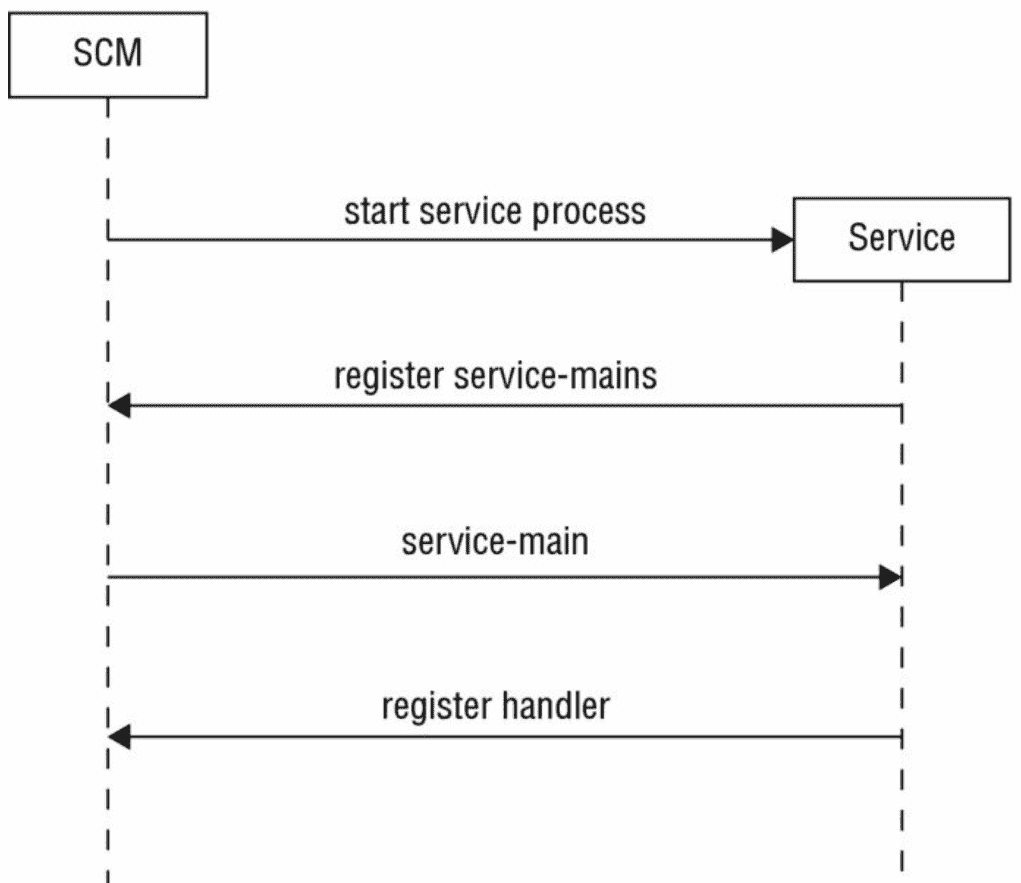 SCM
start service process
Service
register service-mains
service-main
register handler